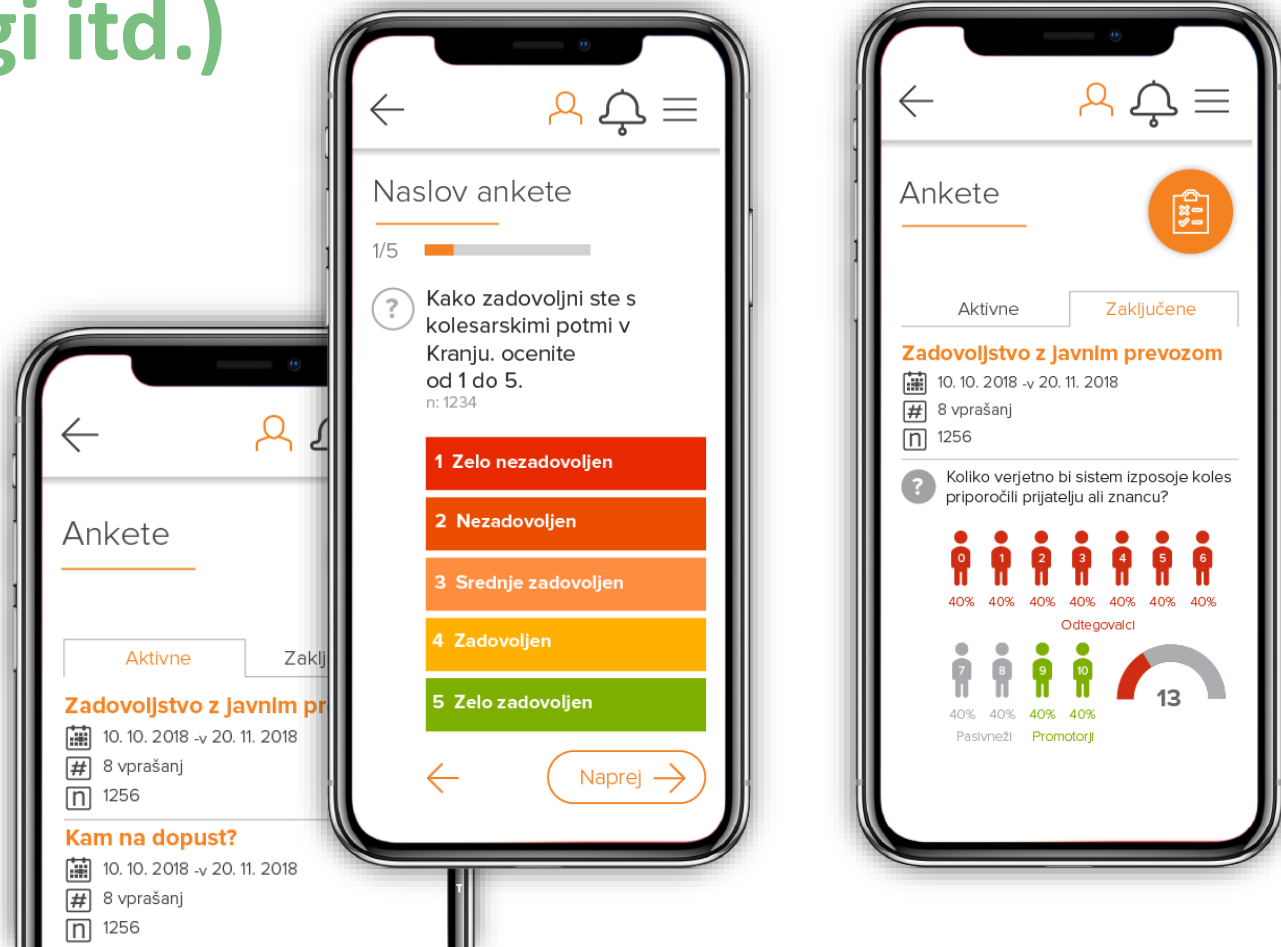 itd.)
Naslov ankete
1/5
?
Kako zadovoljni ste s
kolesarskimi potmi v
Kranju. ocenite
od 1 do 5.
n: 1234
1 Zelo nezadovoljen
2 Nezadovoljen
3 Srednje zadovoljen
4 Zadovoljen
5 Zelo zadovoljen
Naprej
Ankete
Aktivne Zaključene
Zadovoljstvo z javnim prevozom
10. 10. 2018 -v 20. 11. 2018
# 8 vprašanj
n 1256
?
Koliko verjetno bi sistem izposoje koles
priporočili prijatelju ali znancu?
0 1 2 3 4 5 6
40% 40% 40% 40% 40% 40% 40%
Odtegovalci
7 8 9 10
40% 40% 40% 40%
Pasivneži Promotorji
13
Ankete
Aktivne Zaklj
Zadovoljstvo z javnim pr
10. 10. 2018 -v 20. 11. 2018
# 8 vprašanj
n 1256
Kam na dopust?
10. 10. 2018 -v 20. 11. 2018
# 8 vprašanj
n 1256
T